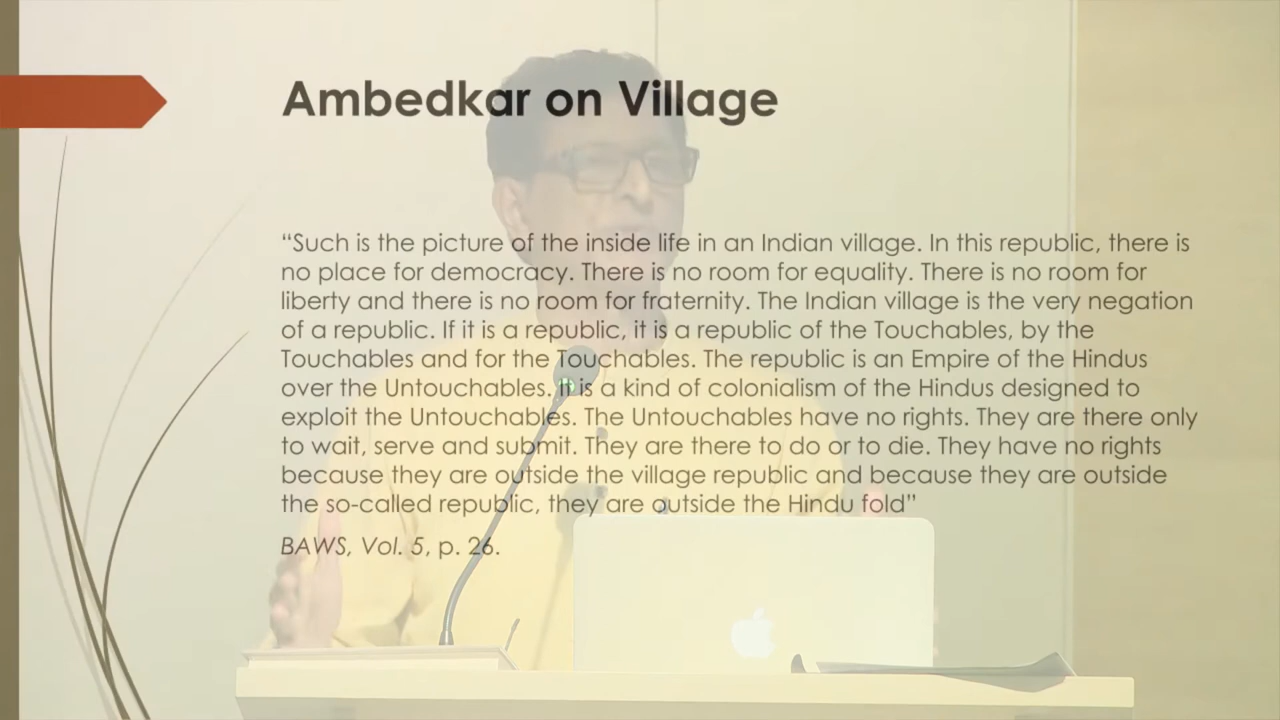 Ambedkar on Village
“Such is the picture of the inside life in an Indian village. In this republic, there is
no place for democracy. There is no room for equality. There is no room for
liberty and there is no room for fraternity. The Indian village is the very negation
of a republic. If it is a republic, it is a republic of the Touchables, by the
Touchables and for the Touchables. The republic is an Empire of the Hindus
over the Untouchables. It is a kind of colonialism of the Hindus designed to
exploit the Untouchables. The Untouchables have no rights. They are there only
to wait, serve and submit. They are there to do or to die. They have no rights
because they are outside the village republic and because they are outside
the so-called republic, they are outside the Hindu fold”
BAWS, Vol. 5, p. 26.